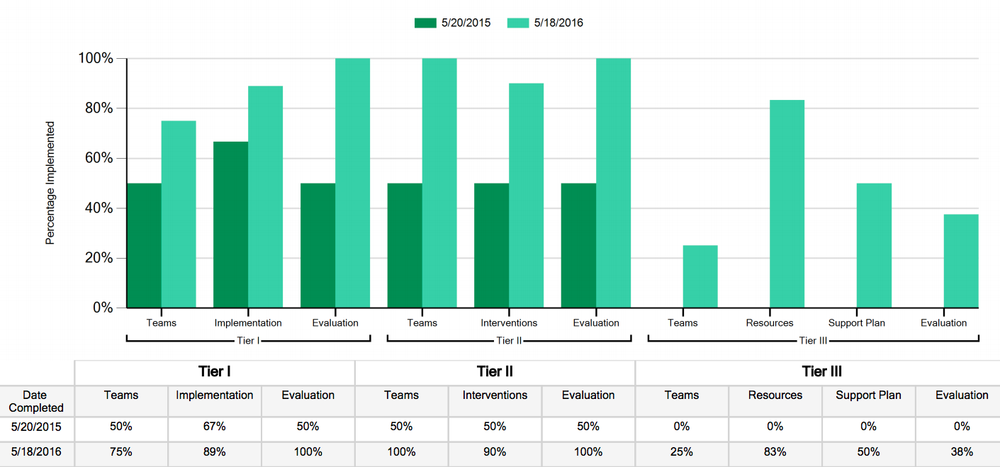 5/20/2015 5/18/2016
100%
80%
60%
40%
20%
0%
Percentage Implemented
Teams Implementation Evaluation Teams Interventions Evaluation Teams Resources Support Plan Evaluation
Tier I Tier II Tier III
Tier I Tier II Tier III
Date Completed Teams Implementation Evaluation Teams Interventions Evaluation Teams Resources Support Plan Evaluation
5/20/2015 50% 67% 50% 50% 50% 50% 0% 0% 0% 0%
5/18/2016 75% 89% 100% 100% 90% 100% 25% 83% 50% 38%